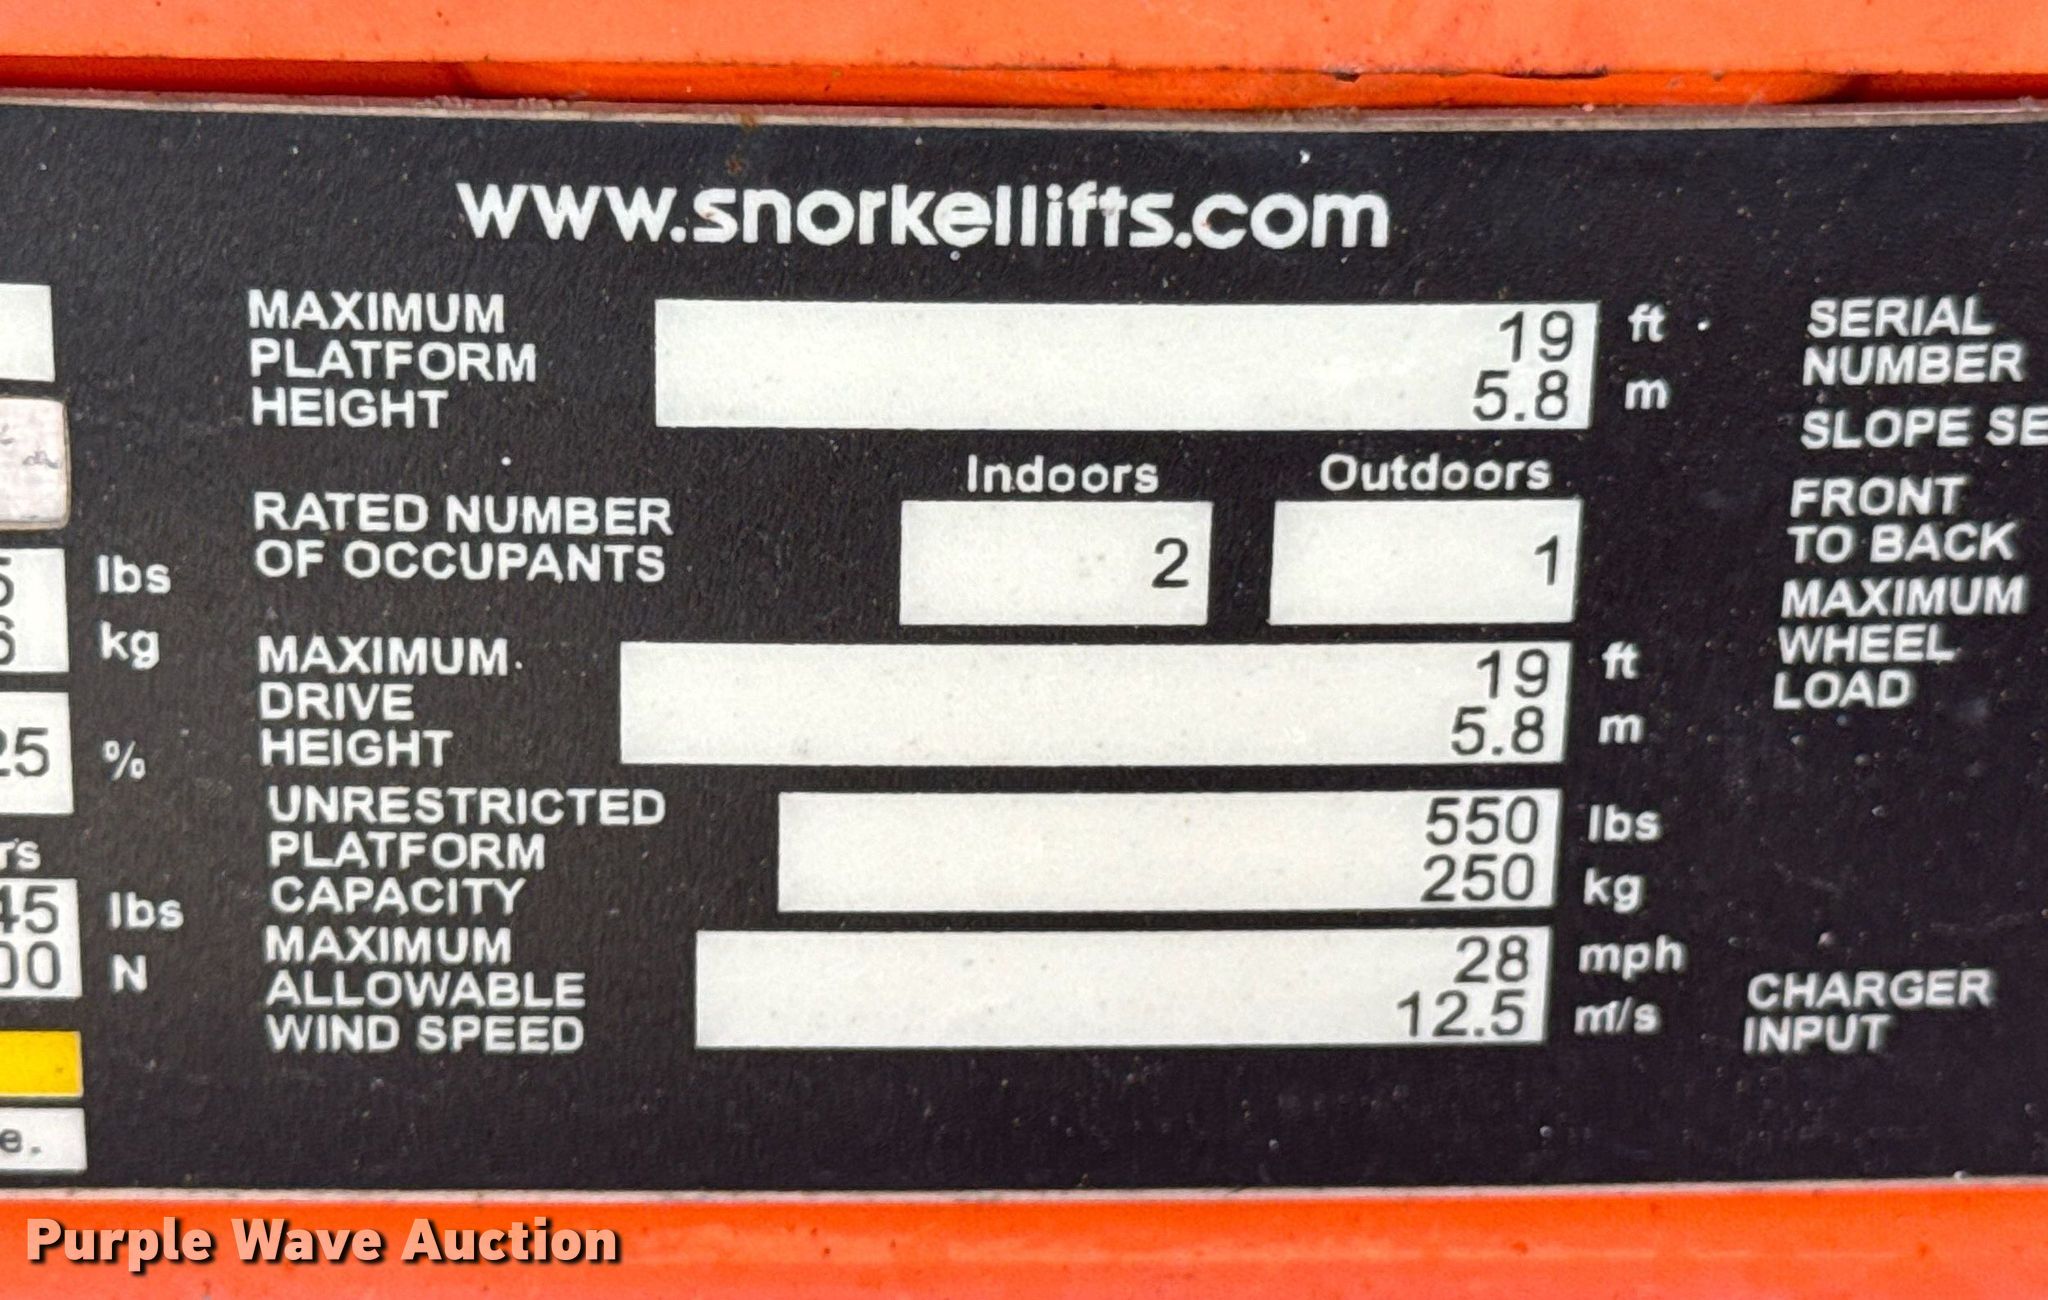 www.snorkellifts.com
MAXIMUM
PLATFORM
HEIGHT
19 ft
5.8 m
Indoors Outdoors
RATED NUMBER
OF OCCUPANTS
2 1
MAXIMUM
DRIVE
HEIGHT
19 ft
5.8 m
UNRESTRICTED
PLATFORM
CAPACITY
550 lbs
250 kg
MAXIMUM
ALLOWABLE
WIND SPEED
28 mph
12.5 m/s
lbs
kg
25 %
rs
45 lbs
00 N
e.
SERIAL
NUMBER
SLOPE SE
FRONT
TO BACK
MAXIMUM
WHEEL
LOAD
CHARGER
INPUT
Purple Wave Auction